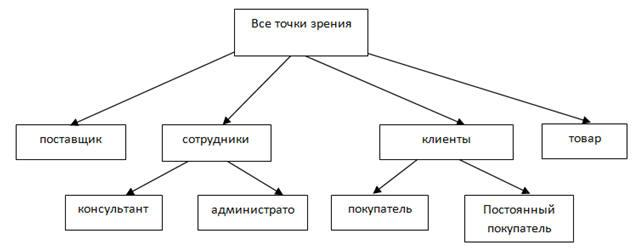 Все точки зрения
поставщик
сотрудники
клиенты
товар
консультант
администрато
покупатель
Постоянный
покупатель